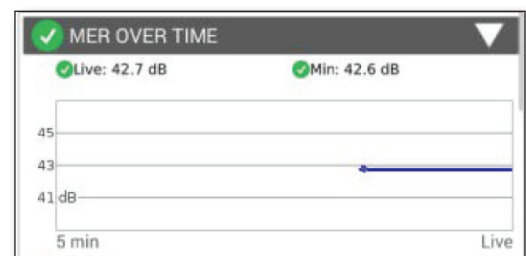 MER OVER TIME
Live: 42.7 dB Min: 42.6 dB
45
43
41 dB
5 min Live